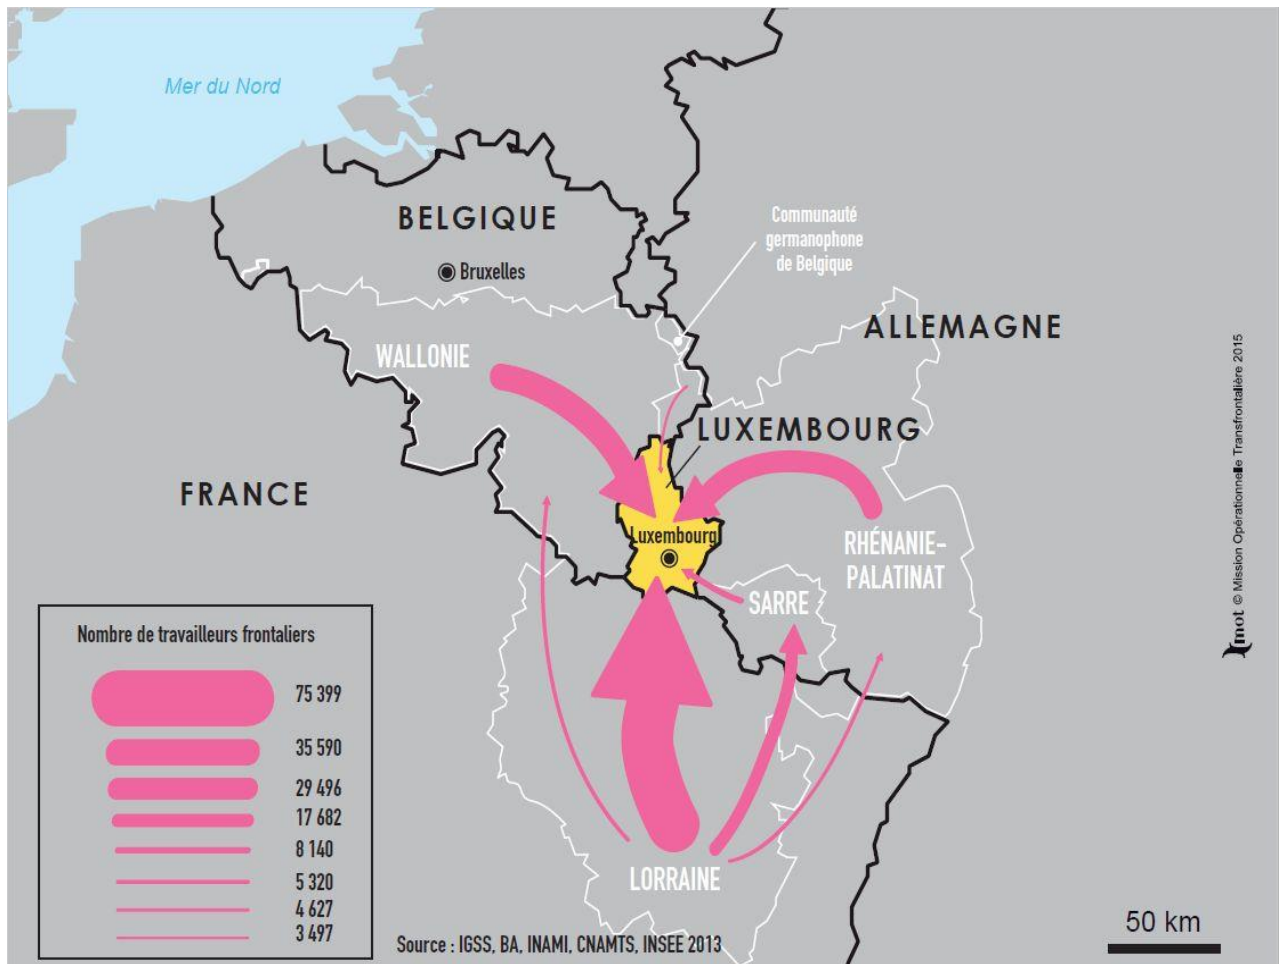 Mer du Nord
BELGIQUE
Bruxelles
Communauté
germanophone
de Belgique
ALLEMAGNE
WALLONIE
LUXEMBOURG
FRANCE
Luxembourg
RHÉNANIE-
PALATINAT
SARRE
LORRAINE
Nombre de travailleurs frontaliers
75 399
35 590
29 496
17 682
8 140
5 320
4 627
3 497
Source : IGSS, BA, INAMI, CNAMTS, INSEE 2013
50 km
mot © Mission Opérationnelle Transfrontalière 2015